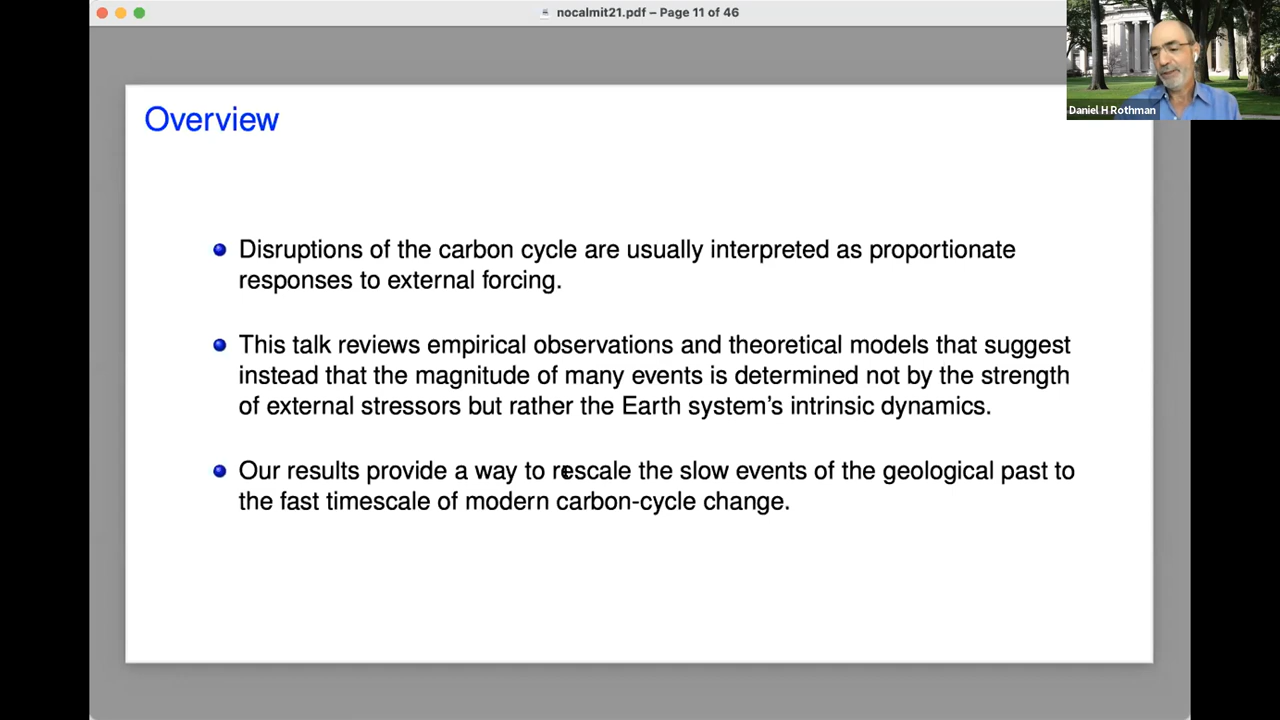 nocalmit21.pdf – Page 11 of 46
Daniel H Rothman
Overview
Disruptions of the carbon cycle are usually interpreted as proportionate
responses to external forcing.
This talk reviews empirical observations and theoretical models that suggest
instead that the magnitude of many events is determined not by the strength
of external stressors but rather the Earth system's intrinsic dynamics.
Our results provide a way to rescale the slow events of the geological past to
the fast timescale of modern carbon-cycle change.